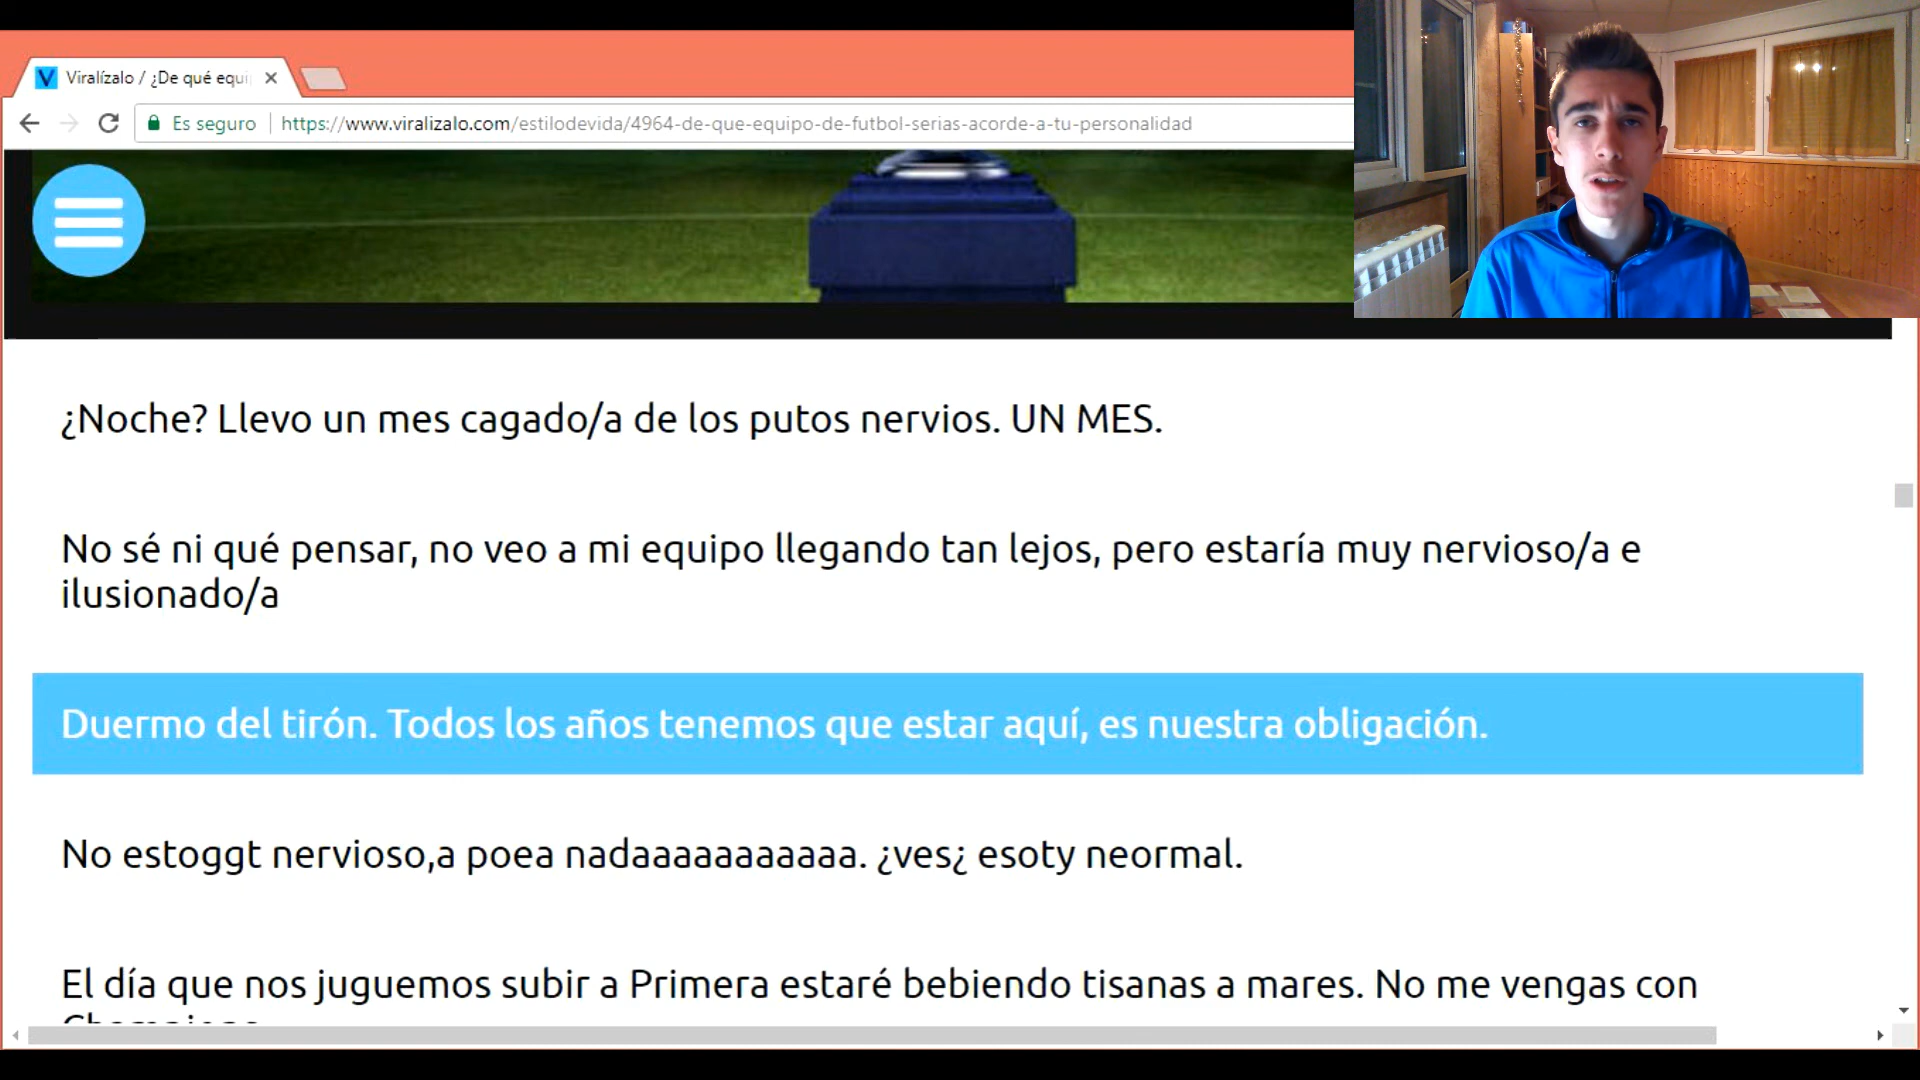 Viralízalo / ¿De qué equi
Es seguro
https://www.viralizalo.com/estilodevida/4964-de-que-equipo-de-futbol-serias-acorde-a-tu-personalidad
¿Noche? Llevo un mes cagado/a de los putos nervios. UN MES.
No sé ni qué pensar, no veo a mi equipo llegando tan lejos, pero estaría muy nervioso/a e
ilusionado/a
Duermo del tirón. Todos los años tenemos que estar aquí, es nuestra obligación.
No estoggt nervioso,a poea nadaaaaaaaaaaa. ¿ves¿ esoty neormal.
El día que nos juguemos subir a Primera estaré bebiendo tisanas a mares. No me vengas con